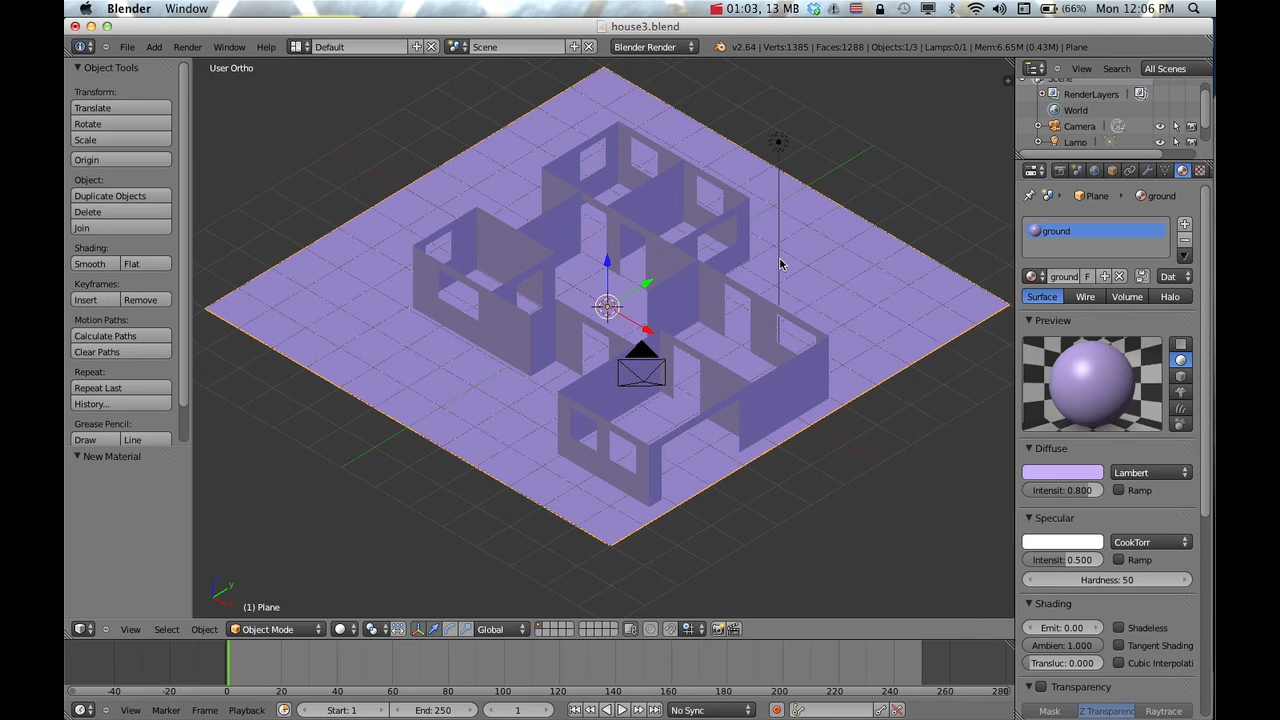 Blender Window 01:03, 13 MB (66%) Mon 12:06 PM
house3.blend
File Add Render Window Help Default Scene Blender Render v2.64 | Verts:1385 | Faces:1288 | Objects:1/3 | Lamps:0/1 | Mem:6.65M (0.43M) | Plane
Object Tools
Transform:
Translate
Rotate
Scale
Origin
Object:
Duplicate Objects
Delete
Join
Shading:
Smooth Flat
Keyframes:
Insert Remove
Motion Paths:
Calculate Paths
Clear Paths
Repeat:
Repeat Last
History...
Grease Pencil:
Draw Line
New Material
User Ortho
(1) Plane
View Select Object Object Mode Global
View Search All Scenes
Scene
RenderLayers
World
Camera
Lamp
Plane ground
ground
ground F Dat
Surface Wire Volume Halo
Preview
Diffuse
Lambert
Intensit: 0.800 Ramp
Specular
CookTorr
Intensit: 0.500 Ramp
Hardness: 50
Shading
Emit: 0.00 Shadeless
Ambien: 1.000 Tangent Shading
Transluc: 0.000 Cubic Interpolati
Transparency
Mask Z Transparenc Raytrace
-40 -20 0 20 40 60 80 100 120 140 160 180 200 220 240 260 280
View Marker Frame Playback Start: 1 End: 250 1 No Sync